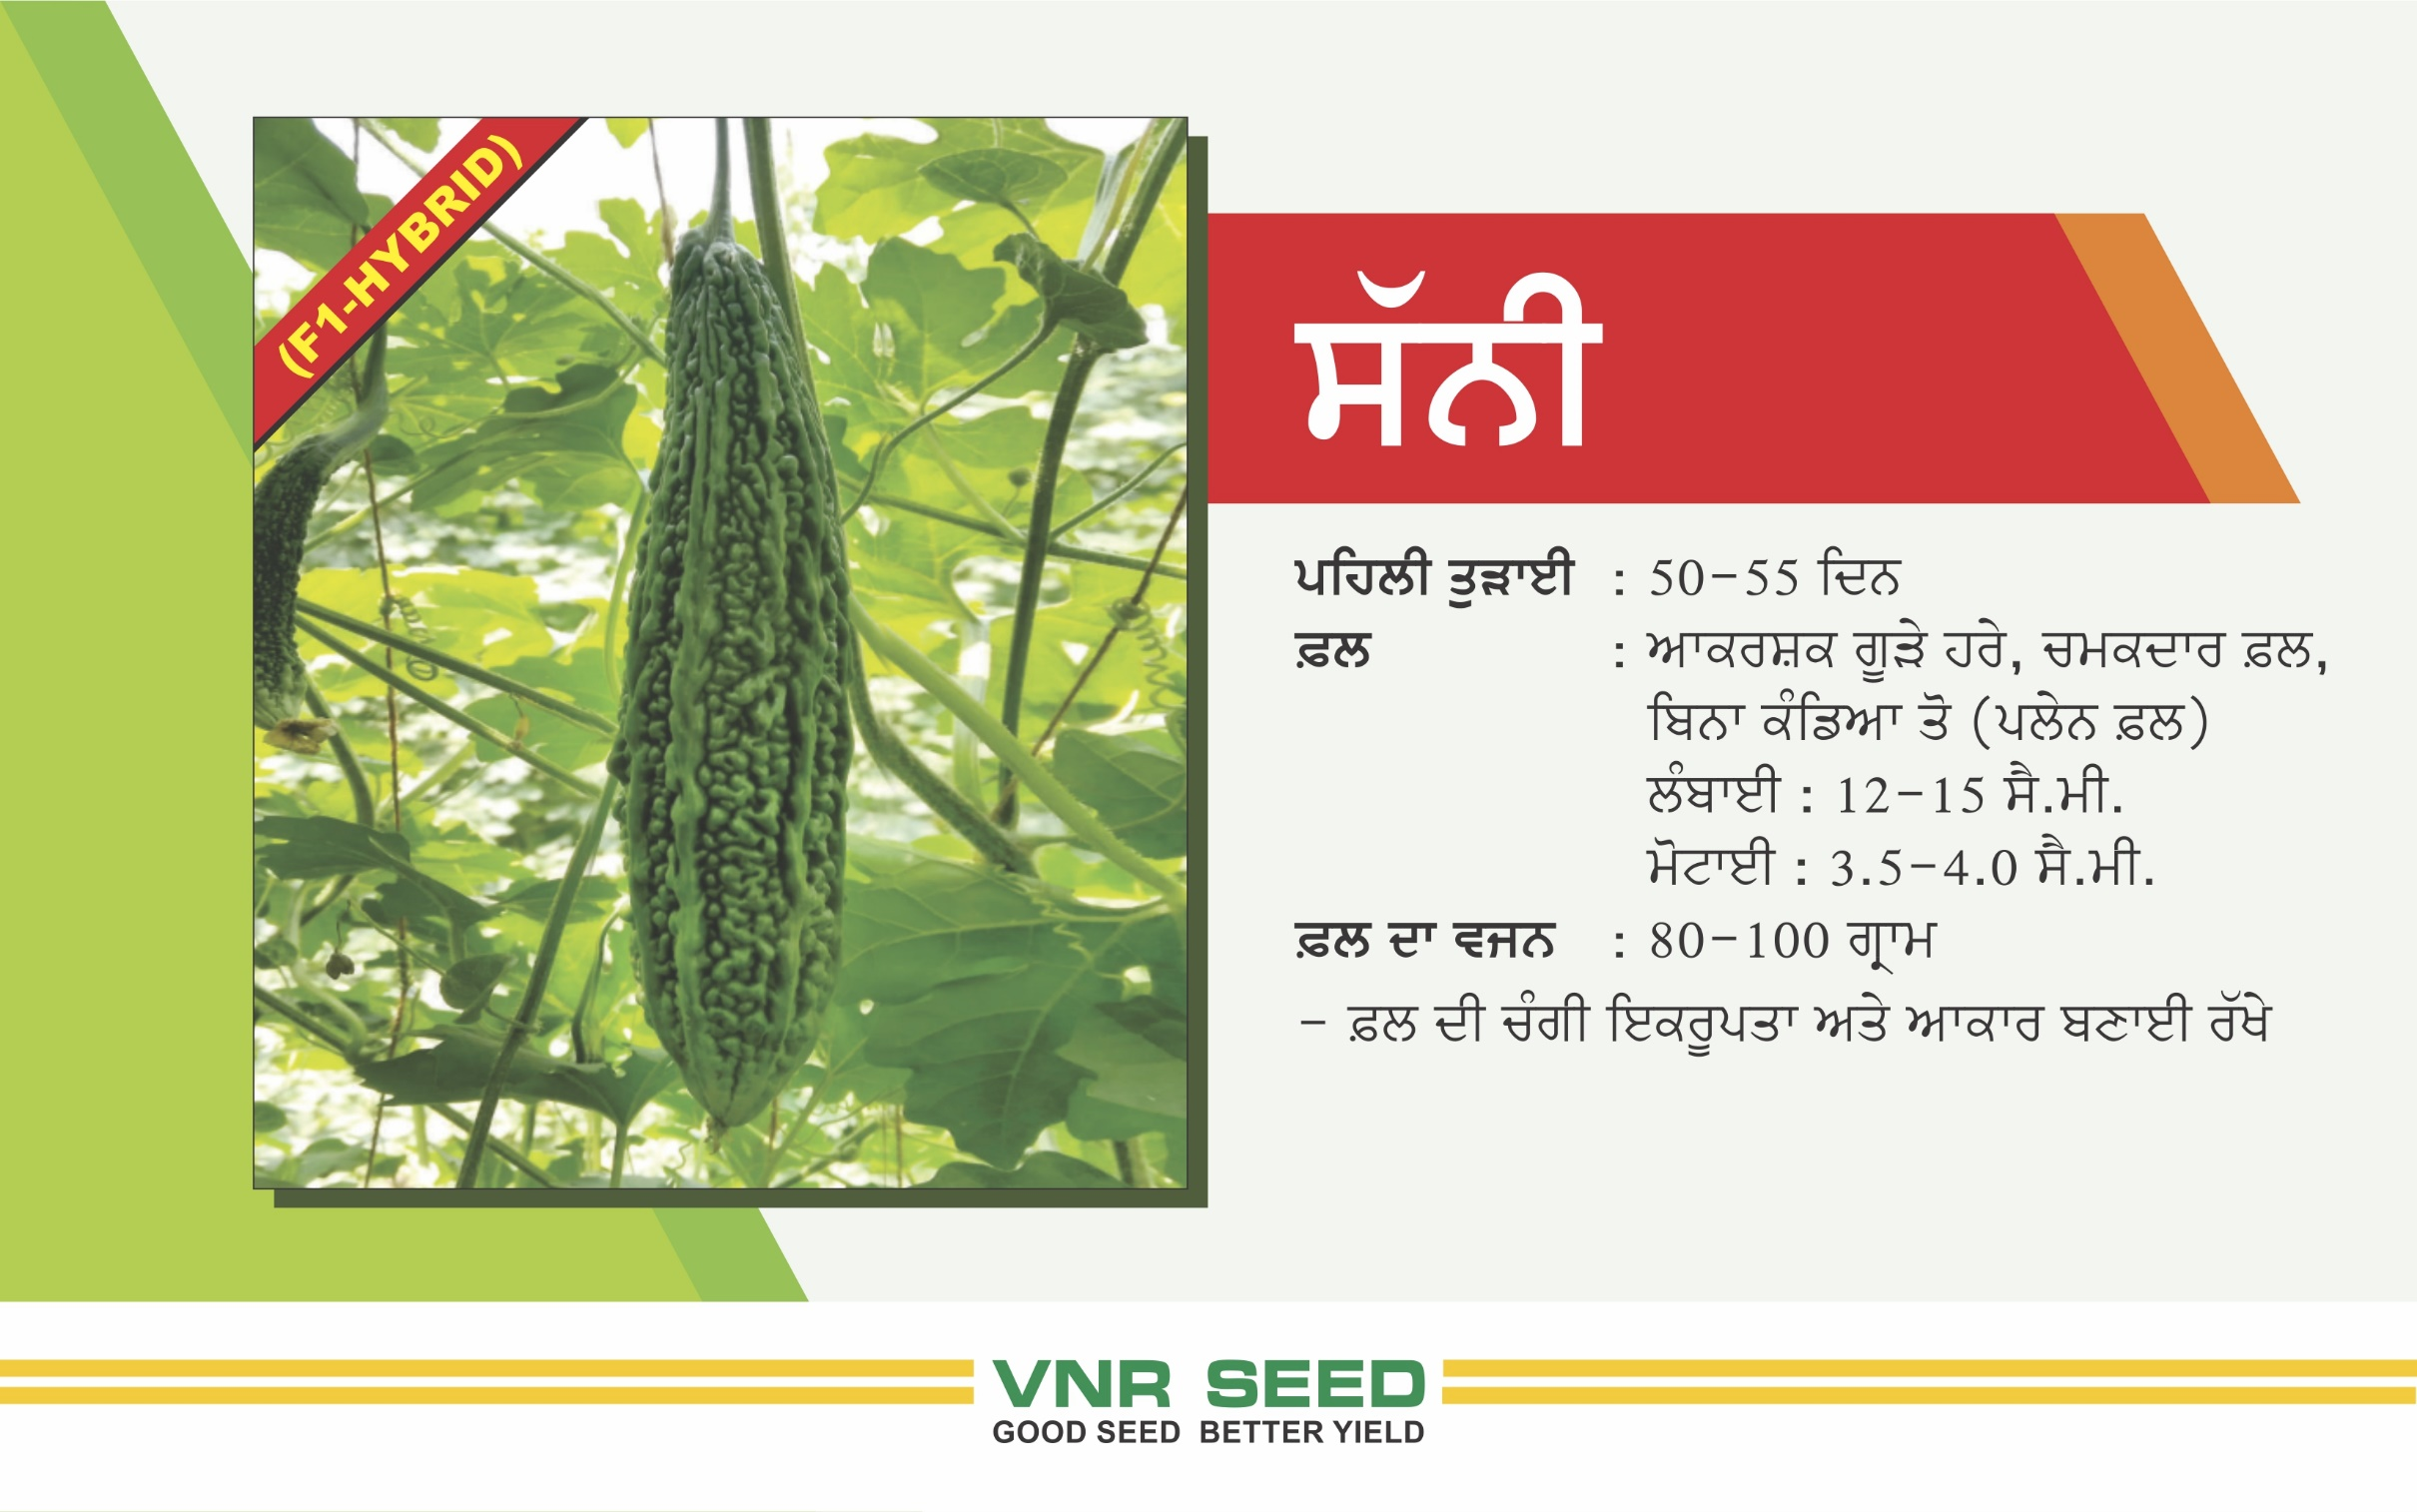 (F1-HYBRID))
ਸੱਨੀ
ਪਹਿਲੀ ਤੁੜਾਈ : 50-55 ਦਿਨ
ਫ਼ਲ : ਆਕਰਸ਼ਕ ਗੂੜੇ ਹਰੇ, ਚਮਕਦਾਰ ਫ਼ਲ,
ਬਿਨਾ ਕੰਡਿਆ ਤੋ (ਪਲੇਨ ਫ਼ਲ)
ਲੰਬਾਈ : 12-15 ਸੈ.ਮੀ.
ਮੋਟਾਈ : 3.5-4.0 ਸੈ.ਮੀ.
ਫ਼ਲ ਦਾ ਵਜਨ : 80-100 ਗ੍ਰਾਮ
- ਫ਼ਲ ਦੀ ਚੰਗੀ ਇਕਰੂਪਤਾ ਅਤੇ ਆਕਾਰ ਬਣਾਈ ਰੱਖੇ
VNR SEED
GOOD SEED BETTER YIELD